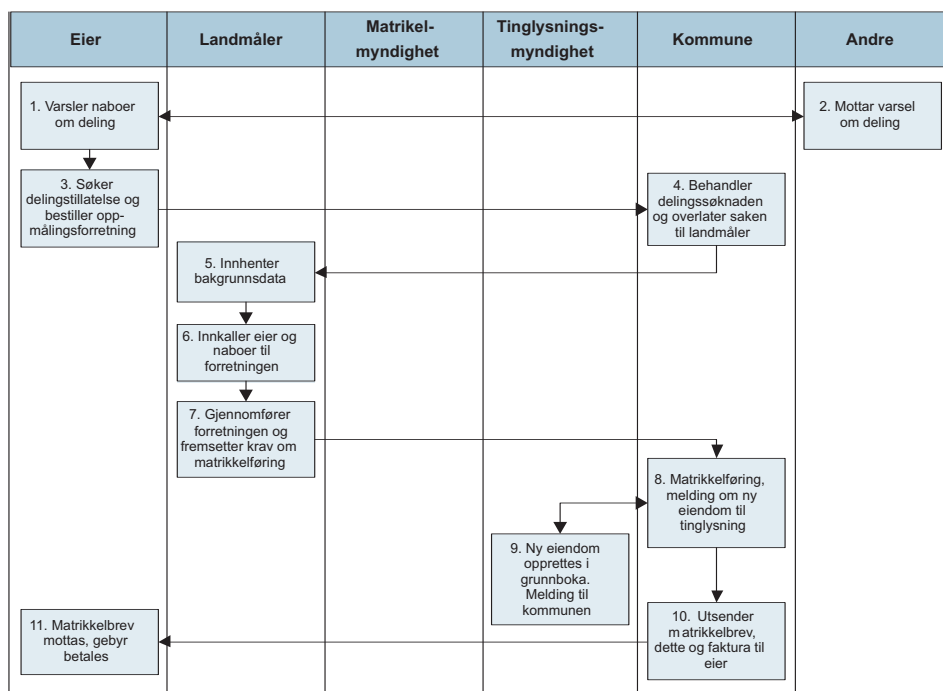 Eier
Landmåler
Matrikel-
myndighet
Tinglysnings-
myndighet
Kommune
Andre
1. Varsler naboer
om deling
2. Mottar varsel
om deling
3. Søker
delingstillatelse og
bestiller opp-
målingsforretning
4. Behandler
delingssøknaden
og overlater saken
til landmåler
5. Innhenter
bakgrunnsdata
6. Innkaller eier og
naboer til
forretningen
7. Gjennomfører
forretningen og
fremsetter krav om
matrikkelføring
8. Matrikkelføring,
melding om ny
eiendom til
tinglysning
9. Ny eiendom
opprettes i
grunnboka.
Melding til
kommunen
10. Utsender
matrikkelbrev,
dette og faktura til
eier
11. Matrikkelbrev
mottas, gebyr
betales